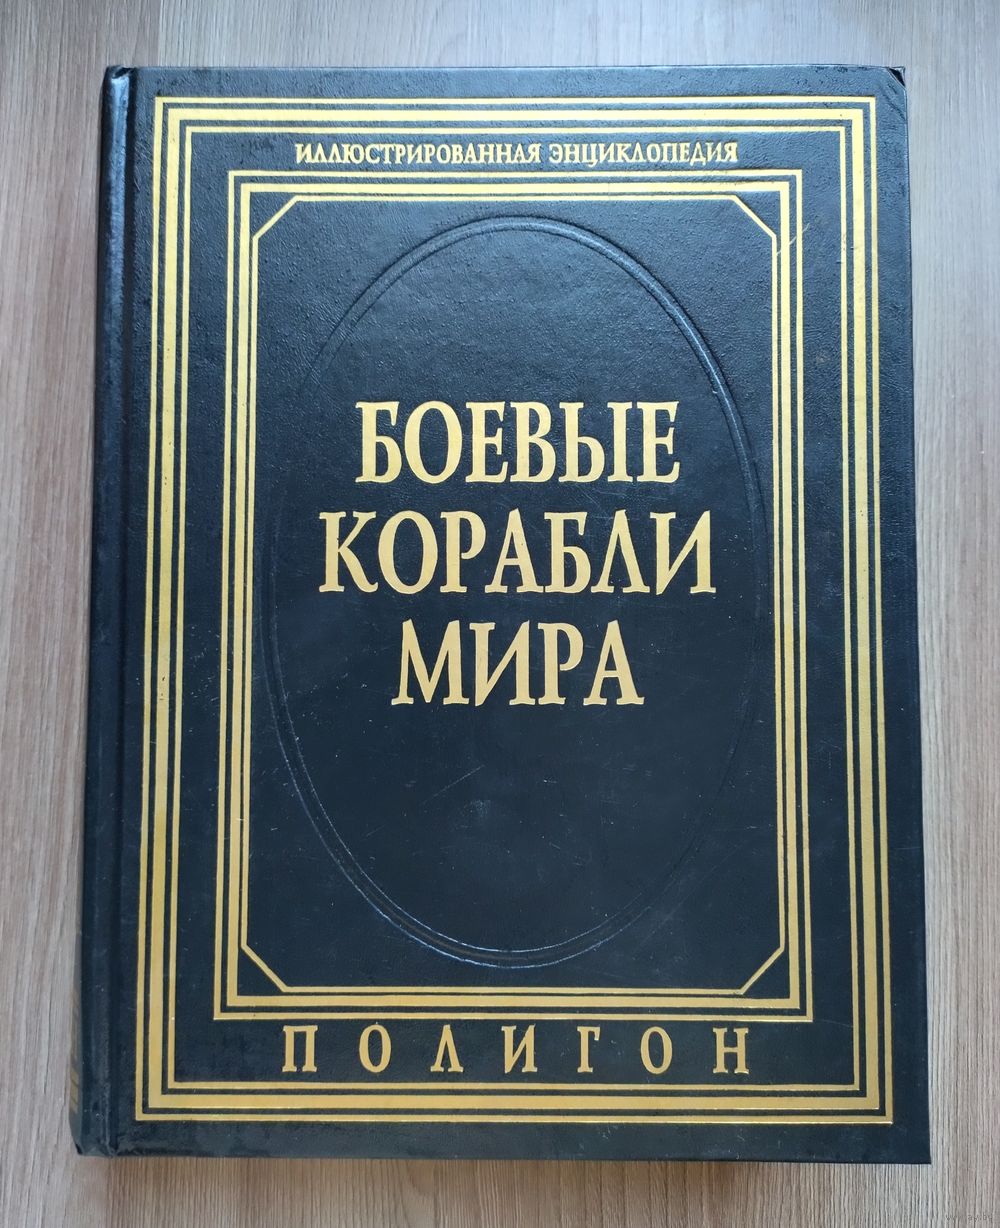 ИЛЛЮСТРИРОВАННАЯ ЭНЦИКЛОПЕДИЯ
БОЕВЫЕ
КОРАБЛИ
МИРА
ПОЛИГОН